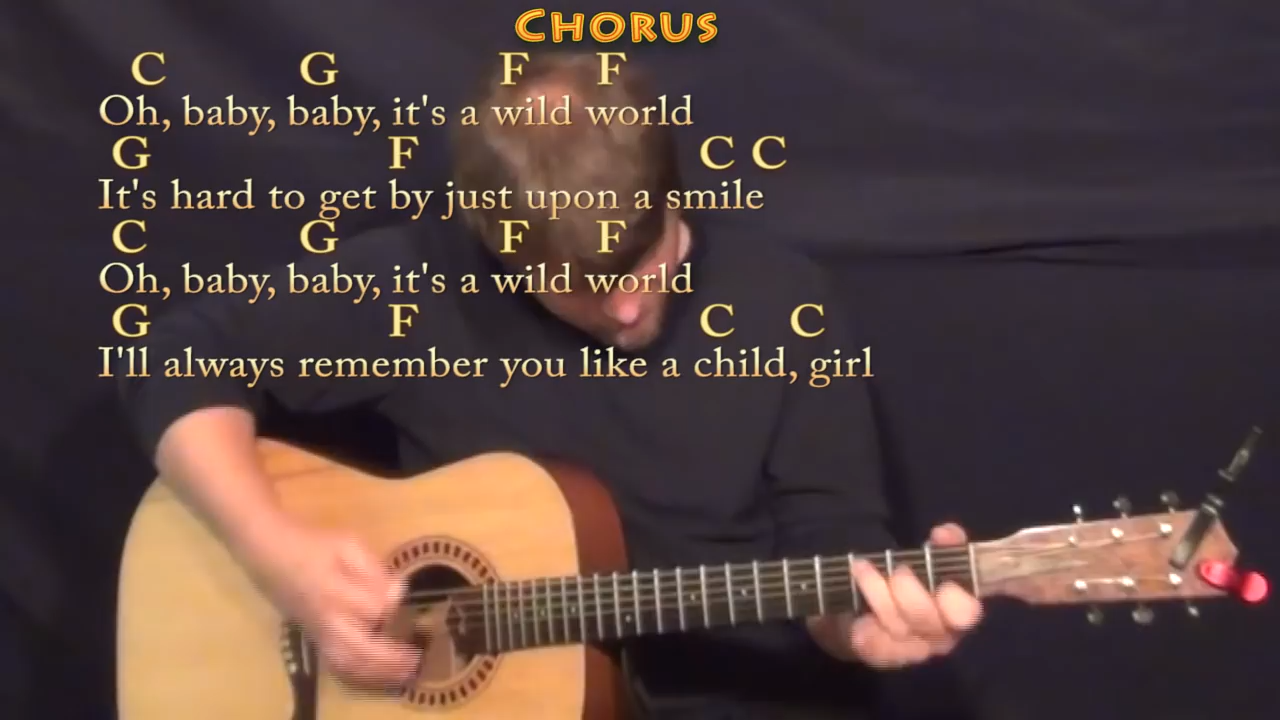 CHORUS
C G F F
Oh, baby, baby, it's a wild world
G F C C
It's hard to get by just upon a smile
C G F F
Oh, baby, baby, it's a wild world
G F C C
I'll always remember you like a child, girl